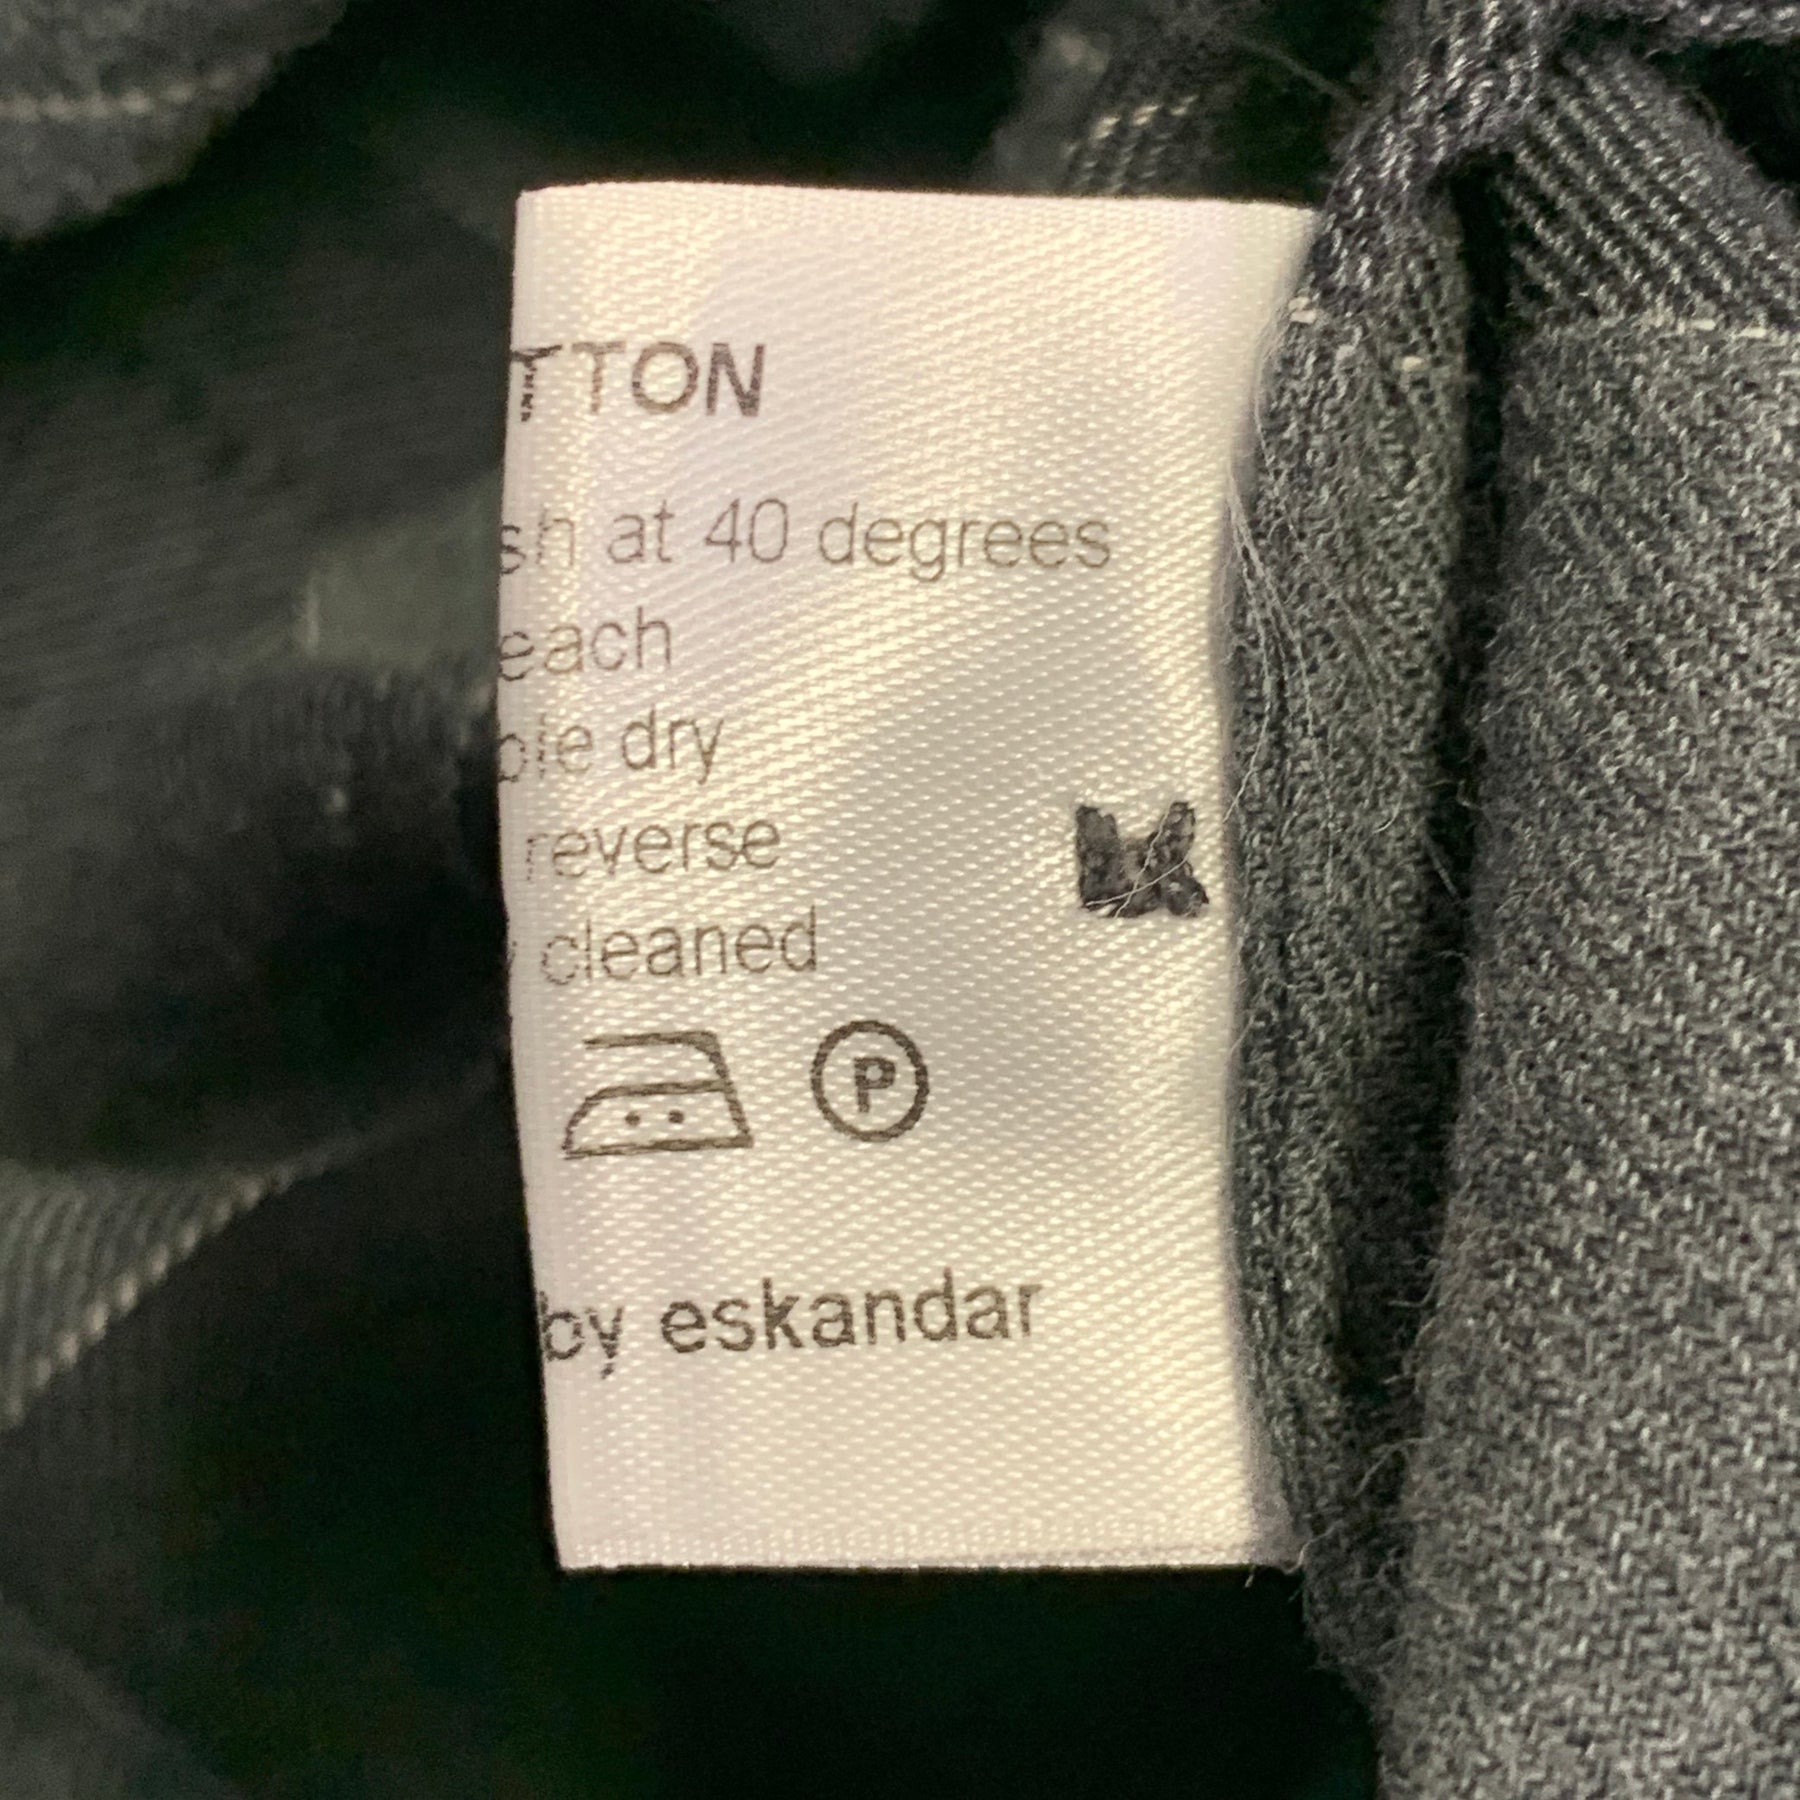 TTON
sh at 40 degrees
each
ble dry
reverse
cleaned
P
by eskandar